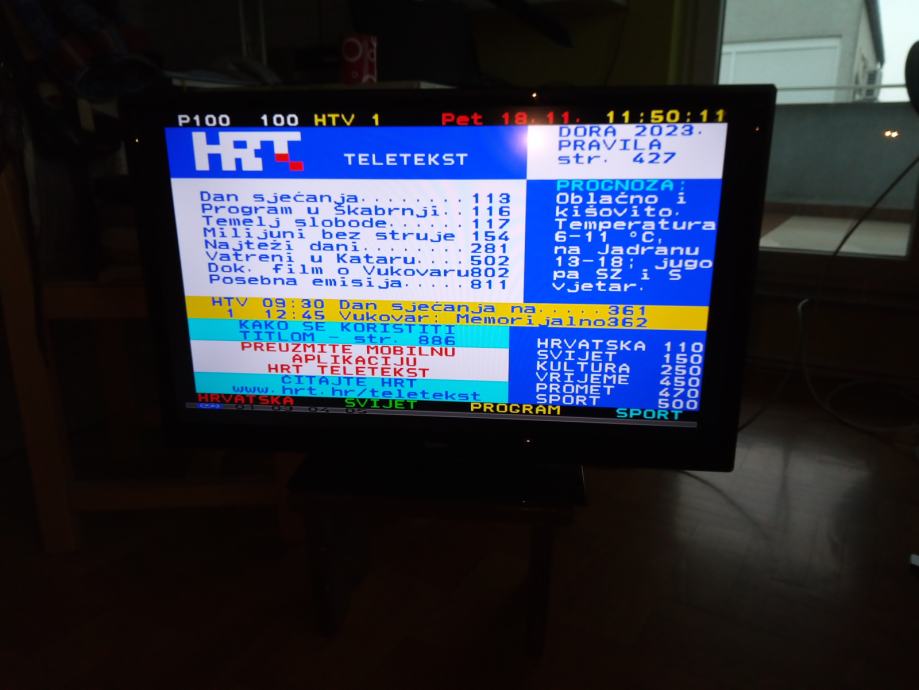 P100 100 HTV 1 Pet 18.11. 11:50:11
HRT TELETEKST
DORA 2023.
PRAVILA
str. 427
Dan sjećanja........113
Program u Škabrnji.116
Temelj slobode......117
Milijuni bez struje 154
Najteži dani........281
Vatreni u Kataru....502
Dok. film o Vukovaru802
Posebna emisija.....811
PROGNOZA:
Oblačno i
kišovito.
Temperatura
6-11 °C,
na Jadranu
13-18; jugo
pa SZ i S
vjetar.
HTV 09:30 Dan sjećanja na.....361
1 12:45 Vukovar: Memorijalno362
KAKO SE KORISTITI
TITLOM - str. 886
PREUZMITE MOBILNU
APLIKACIJU
HRT TELETEKST
ČITAJTE HRT
www.hrt.hr/teletekst
HRVATSKA 110
SVIJET 150
KULTURA 250
VRIJEME 450
PROMET 470
SPORT 500
HRVATSKA SVIJET PROGRAM SPORT
01 03 04 05